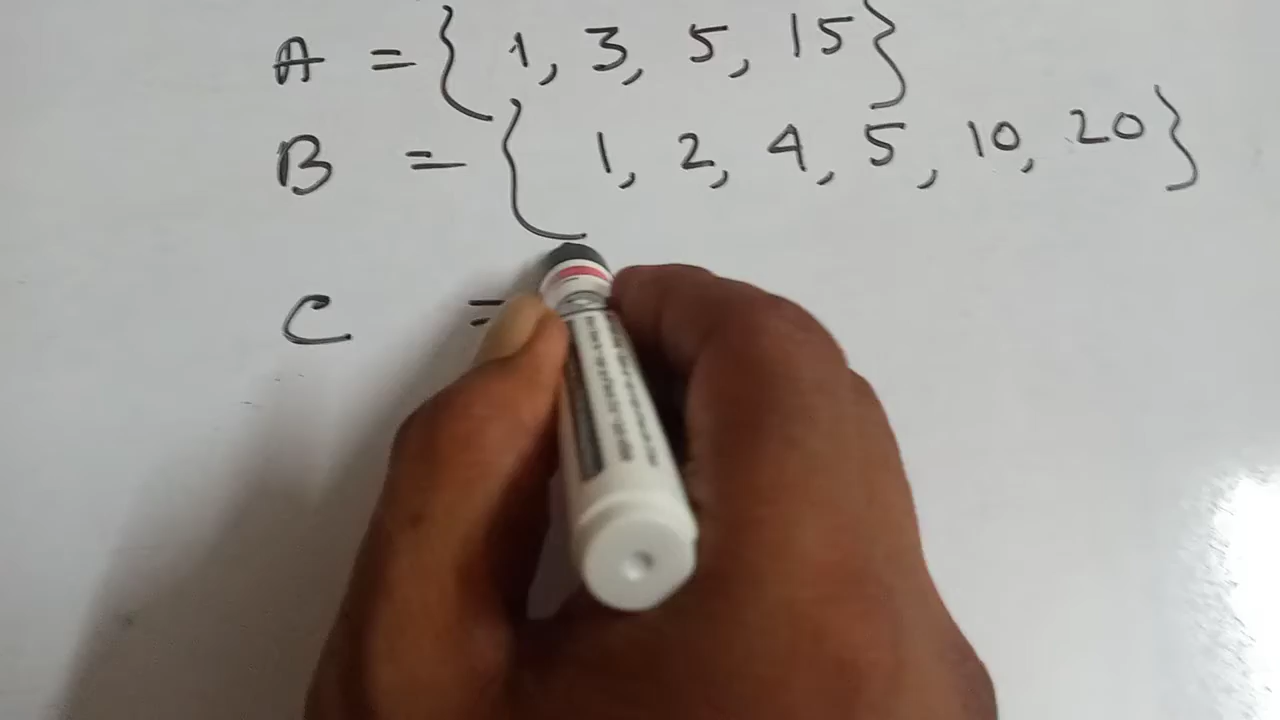 A = { 1, 3, 5, 15 }
B = { 1, 2, 4, 5, 10, 20 }
C =